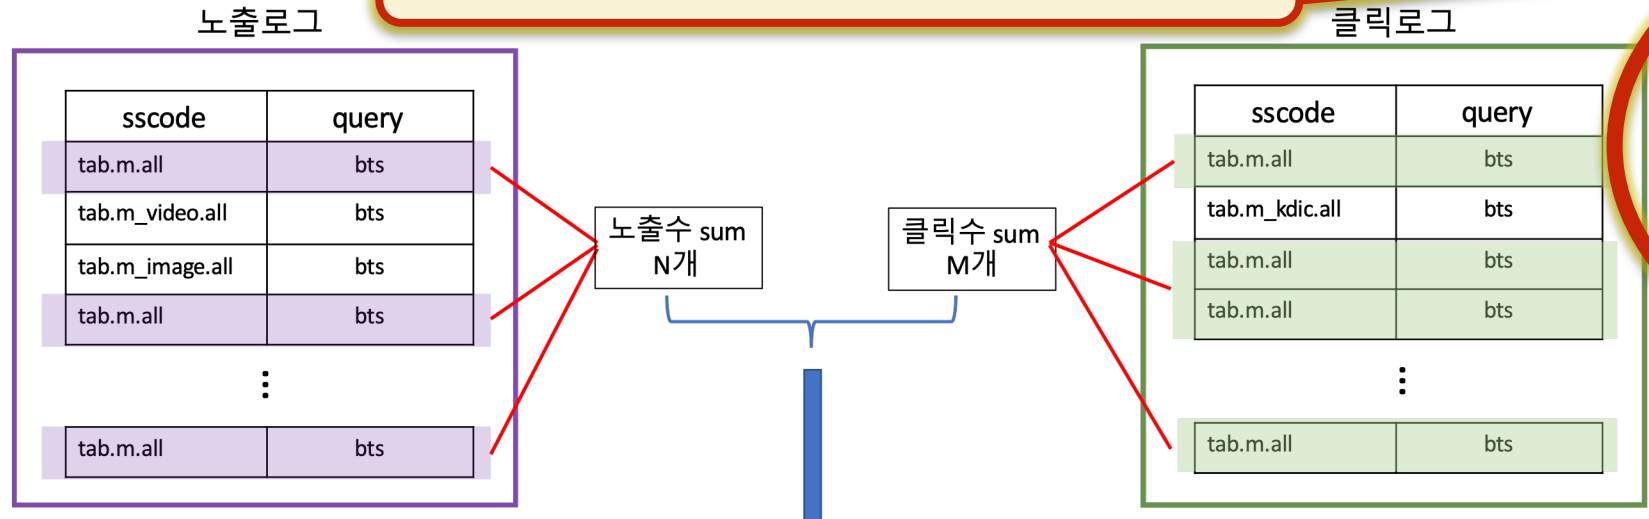 노출로그
sscode query
tab.m.all bts
tab.m_video.all bts
tab.m_image.all bts
tab.m.all bts
⋮
tab.m.all bts
노출수 sum
N개
클릭수 sum
M개
클릭로그
sscode query
tab.m.all bts
tab.m_kdic.all bts
tab.m.all bts
tab.m.all bts
⋮
tab.m.all bts